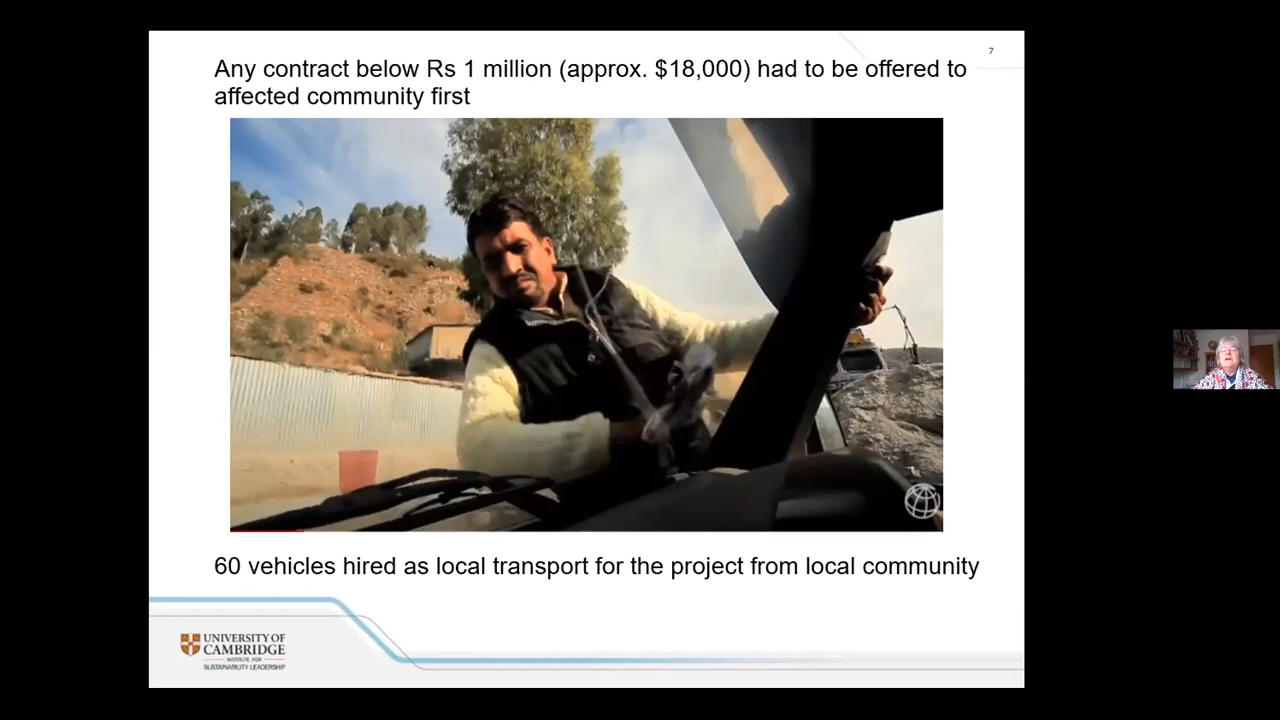 7
Any contract below Rs 1 million (approx. $18,000) had to be offered to
affected community first
60 vehicles hired as local transport for the project from local community
UNIVERSITY OF
CAMBRIDGE
INSTITUTE FOR
SUSTAINABILITY LEADERSHIP